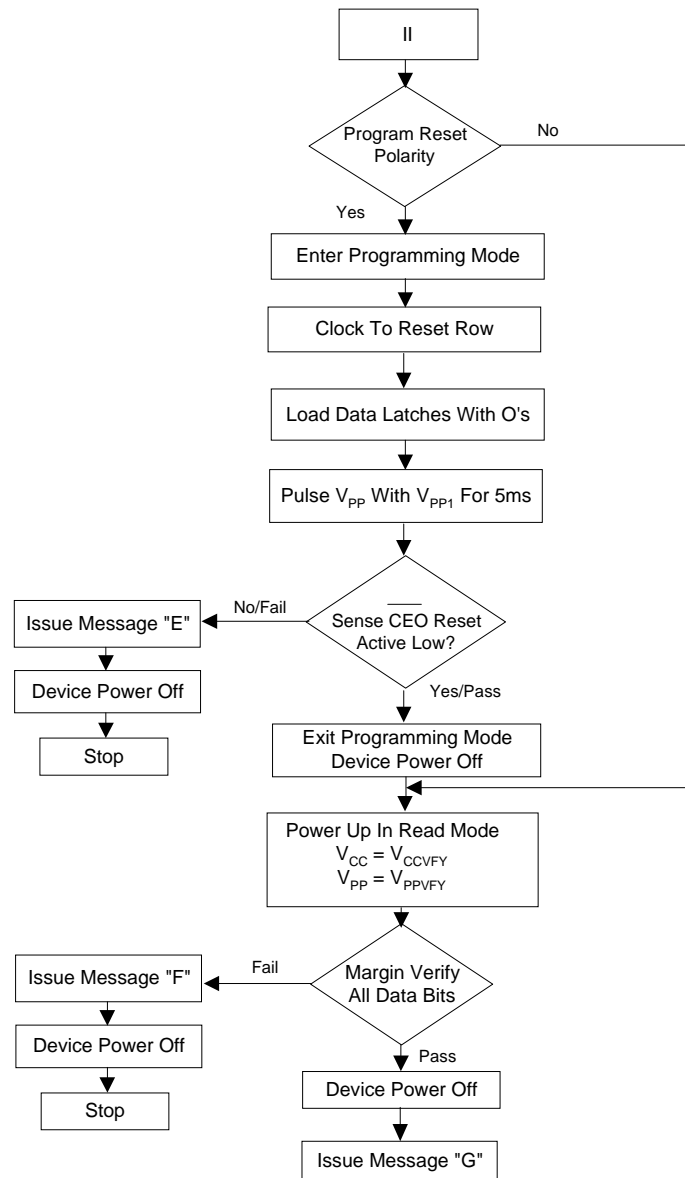 II
Program Reset
Polarity
No
Yes
Enter Programming Mode
Clock To Reset Row
Load Data Latches With O's
Pulse VPP With VPP1 For 5ms
Sense C̅E̅O̅ Reset
Active Low?
No/Fail
Issue Message "E"
Device Power Off
Stop
Yes/Pass
Exit Programming Mode
Device Power Off
Power Up In Read Mode
VCC = VCCVFY
VPP = VPPVFY
Margin Verify
All Data Bits
Fail
Issue Message "F"
Device Power Off
Stop
Pass
Device Power Off
Issue Message "G"